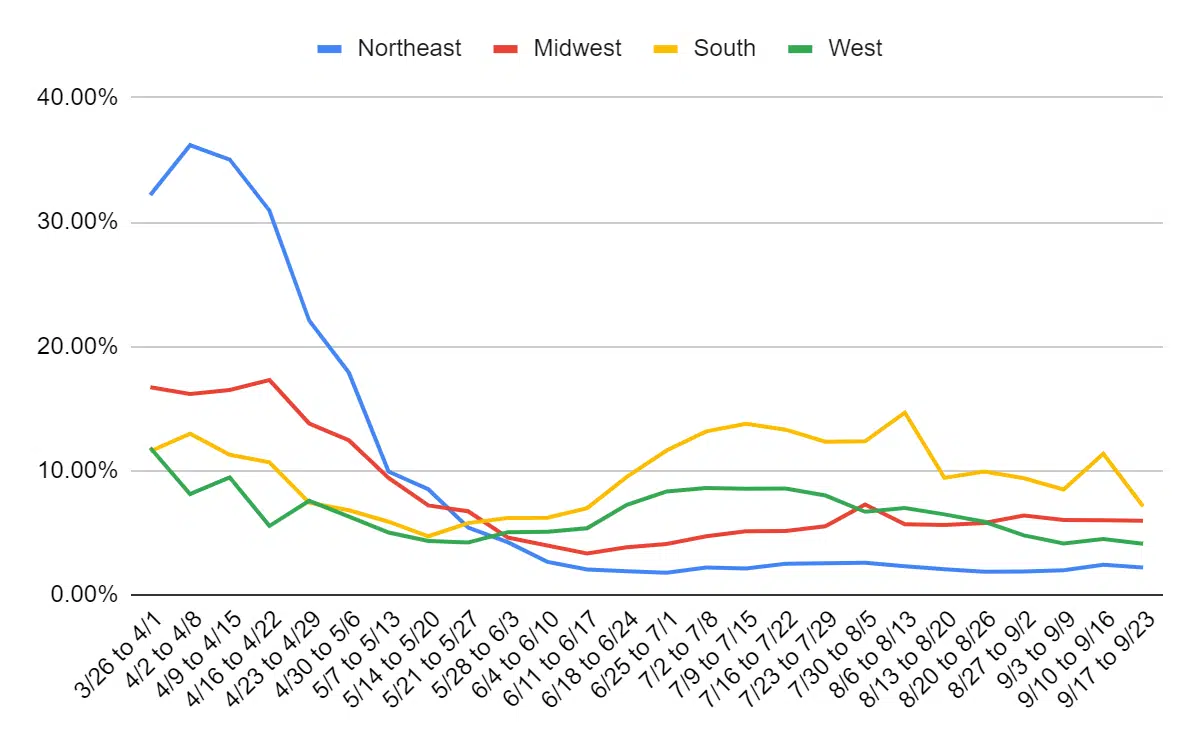 Northeast Midwest South West
40.00%
30.00%
20.00%
10.00%
0.00%
3/26 to 4/1
4/2 to 4/8
4/9 to 4/15
4/16 to 4/22
4/23 to 4/29
4/30 to 5/6
5/7 to 5/13
5/14 to 5/20
5/21 to 5/27
5/28 to 6/3
6/4 to 6/10
6/11 to 6/17
6/18 to 6/24
6/25 to 7/1
7/2 to 7/8
7/9 to 7/15
7/16 to 7/22
7/23 to 7/29
7/30 to 8/5
8/6 to 8/13
8/13 to 8/20
8/20 to 8/26
8/27 to 9/2
9/3 to 9/9
9/10 to 9/16
9/17 to 9/23